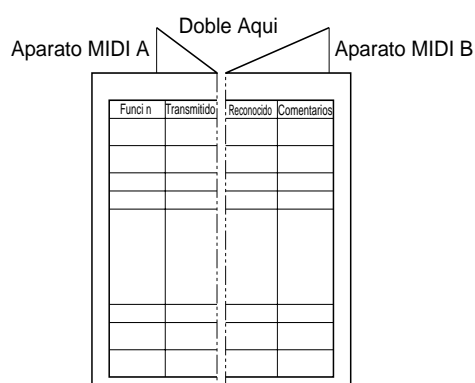 Doble Aqui
Aparato MIDI A Aparato MIDI B
Funci n Transmitido Reconocido Comentarios